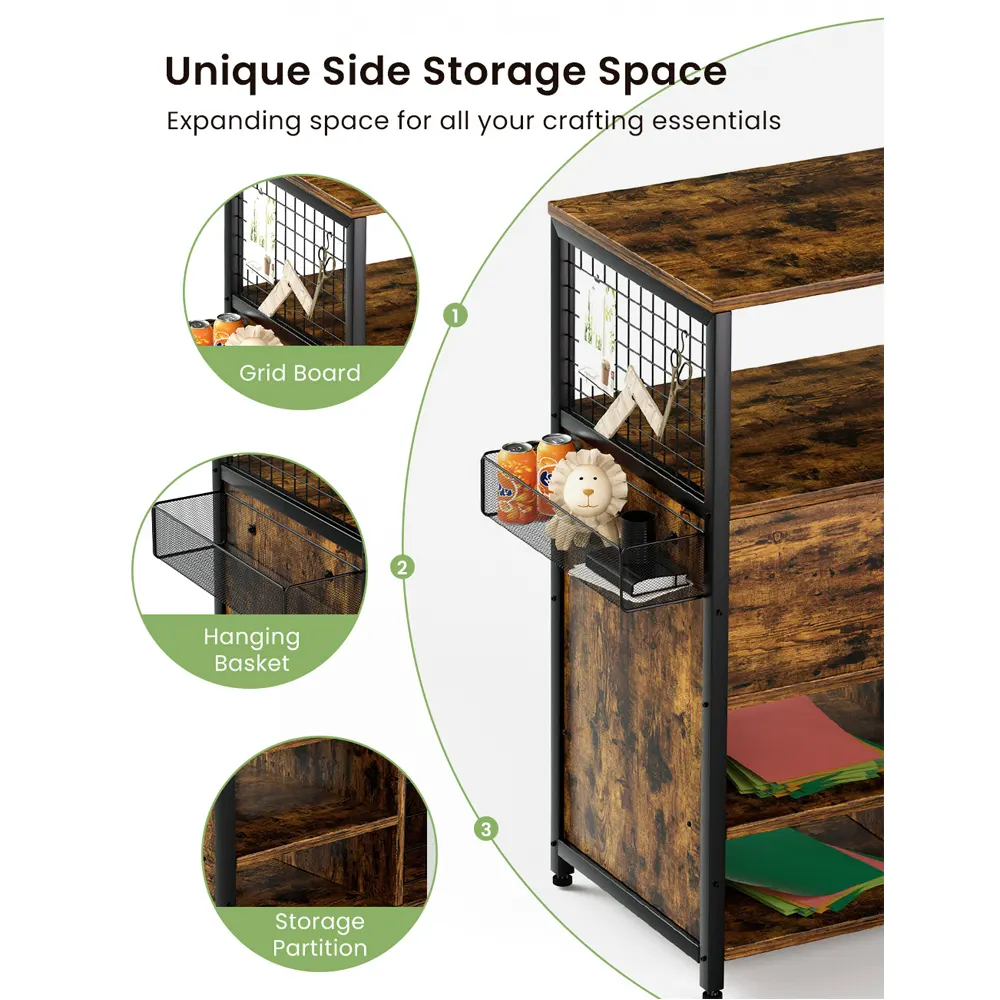 Unique Side Storage Space
Expanding space for all your crafting essentials
1
Grid Board
2
Hanging
Basket
3
Storage
Partition